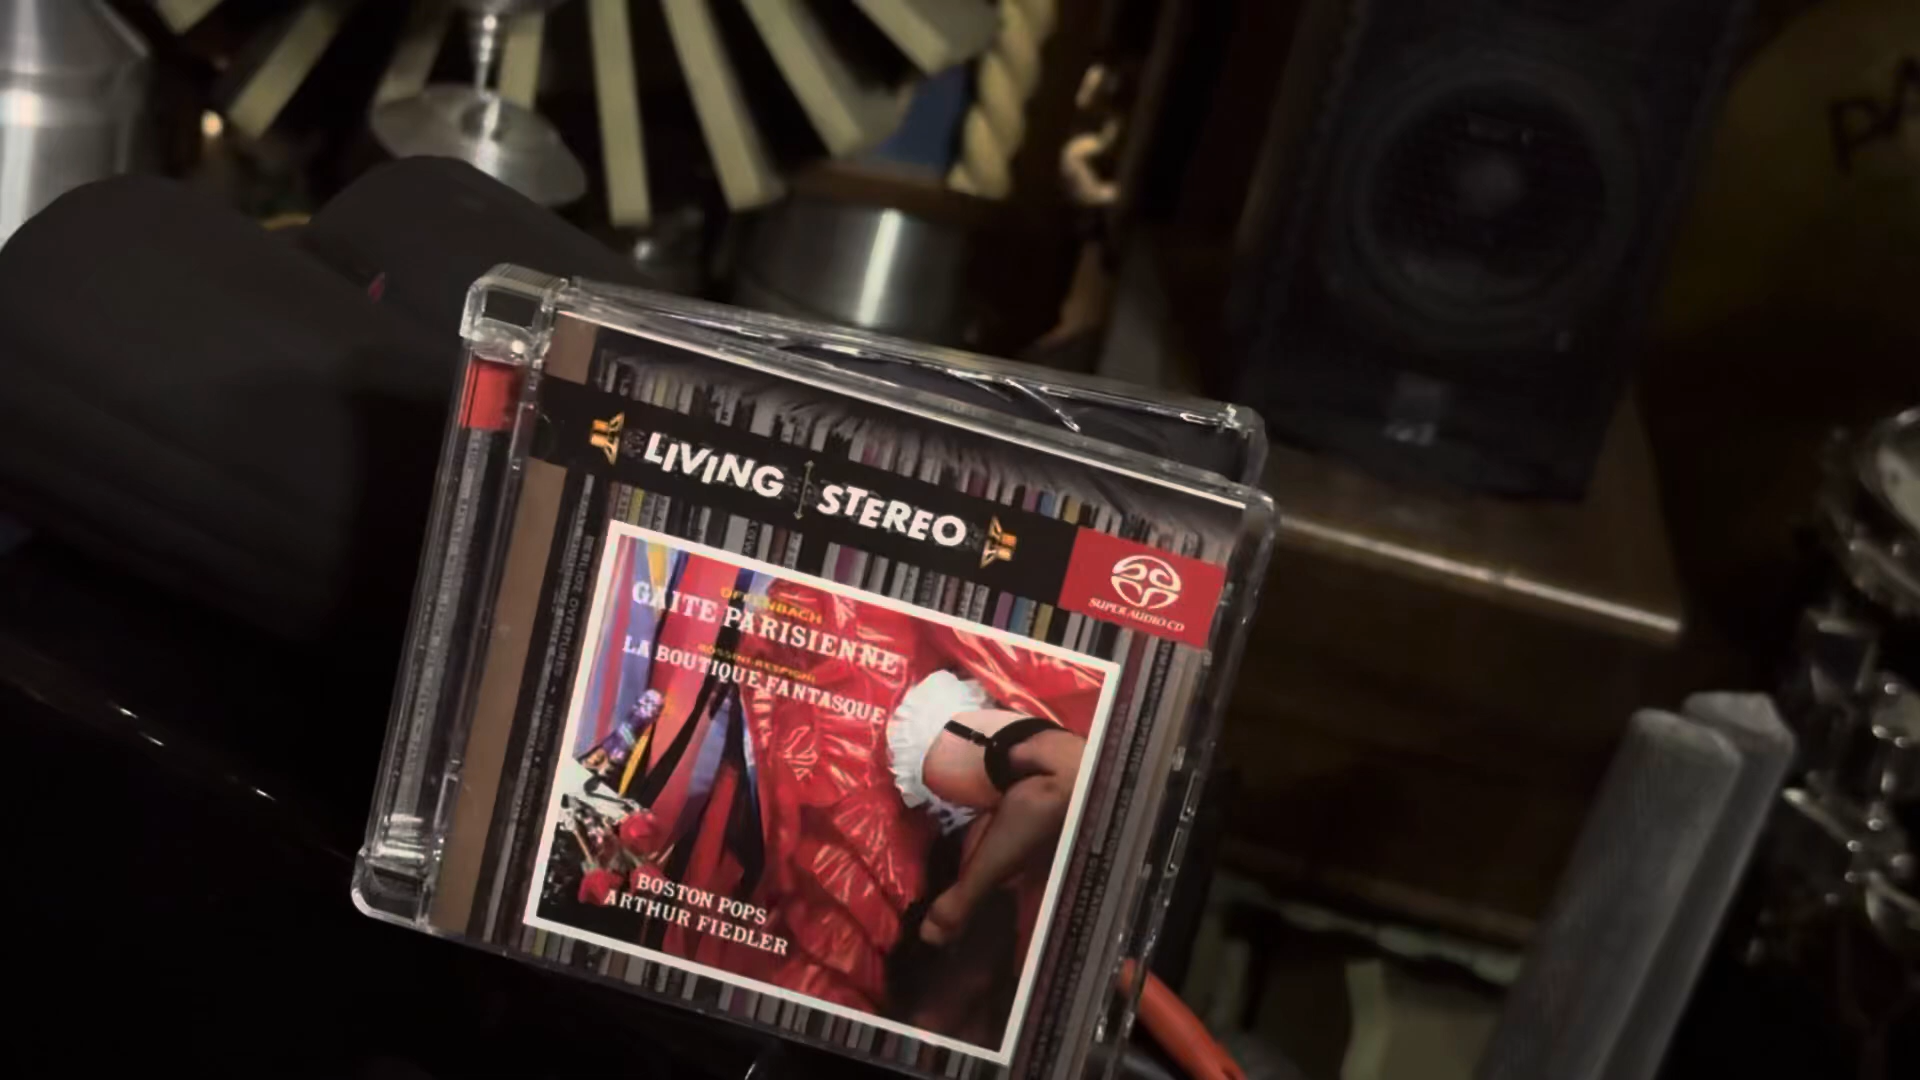 LIVING STEREO
SUPER AUDIO CD
OFFENBACH
GAITE PARISIENNE
ROSSINI-RESPIGHI
LA BOUTIQUE FANTASQUE
BOSTON POPS
ARTHUR FIEDLER